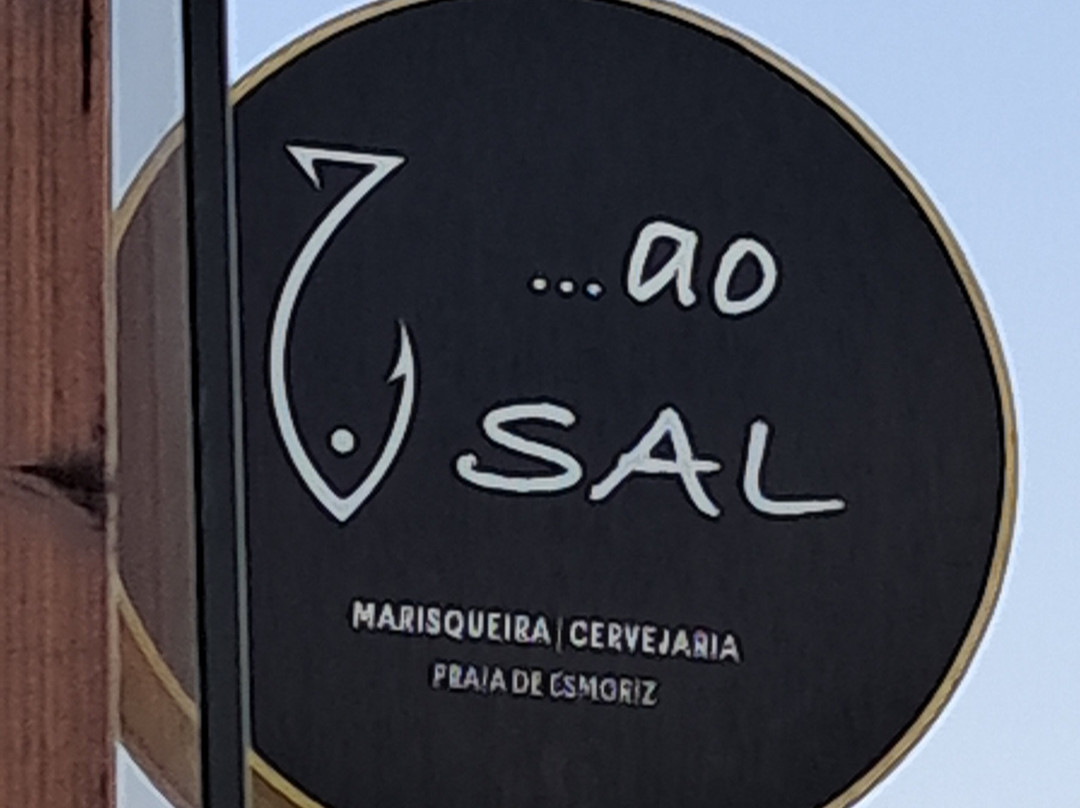 ...ao
SAL
MARISQUEIRA | CERVEJARIA
PRAIA DE ESMORIZ